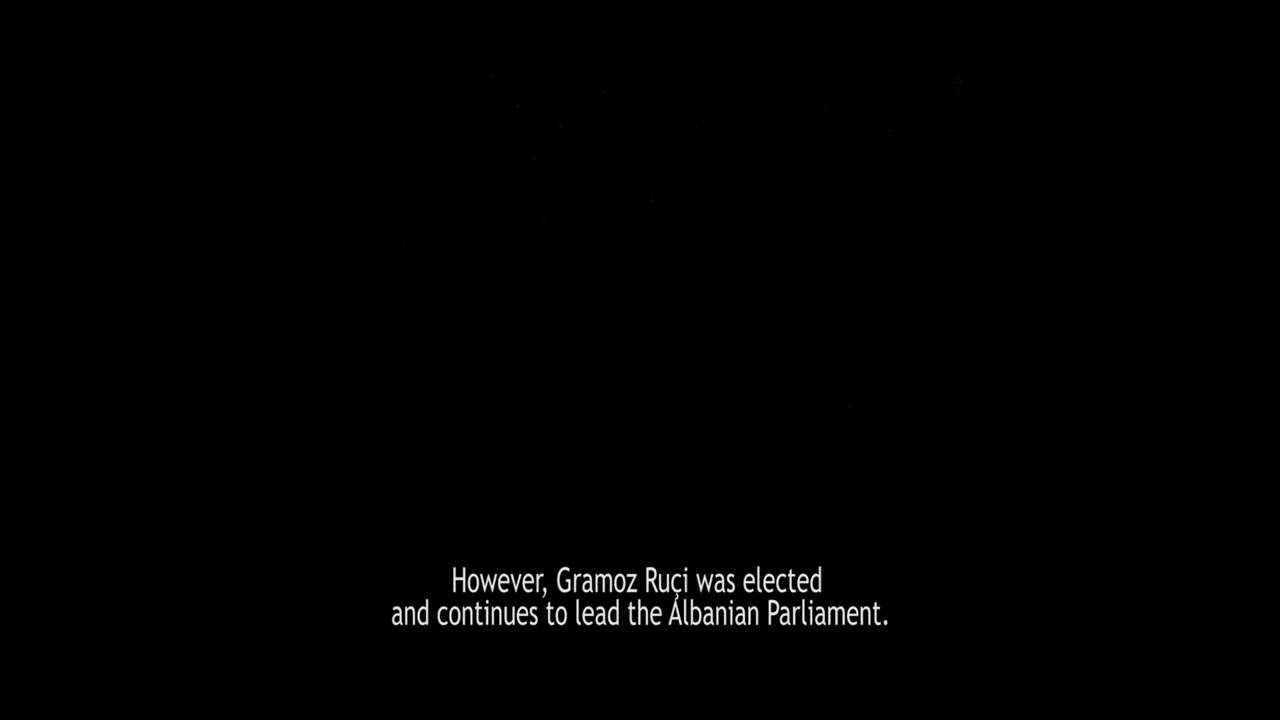 However, Gramoz Ruçi was elected
and continues to lead the Albanian Parliament.